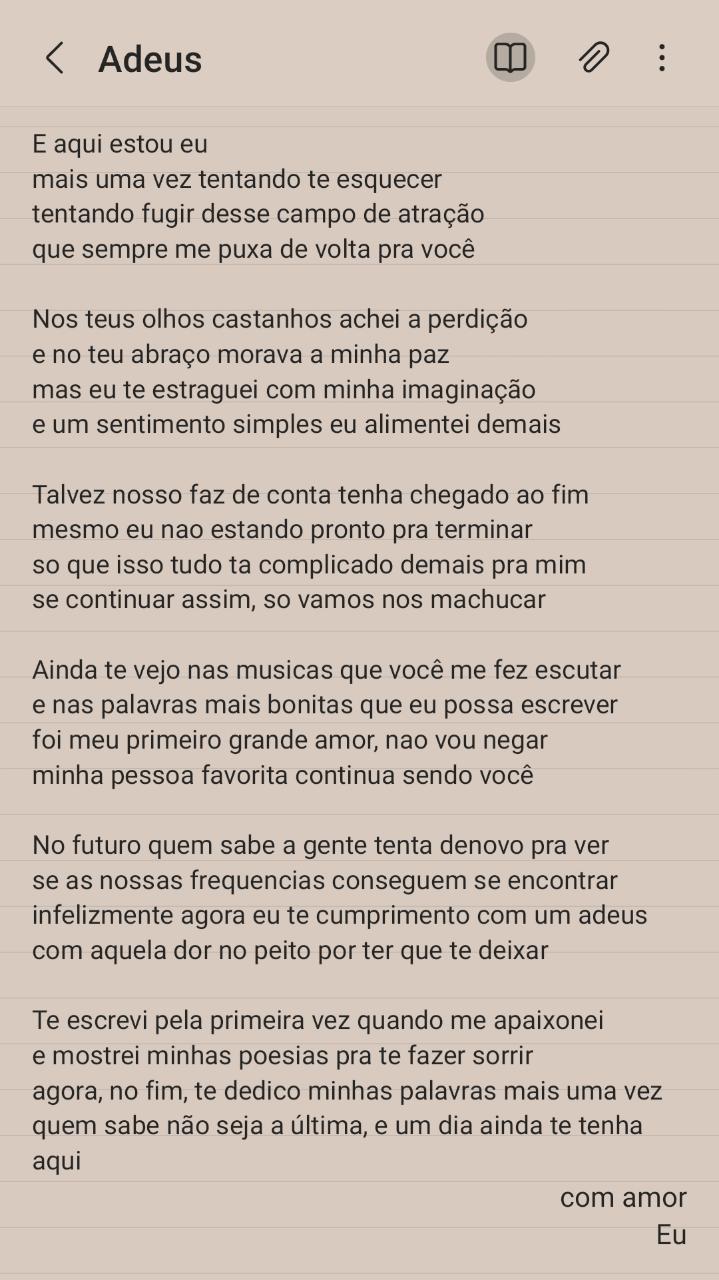 Adeus
E aqui estou eu
mais uma vez tentando te esquecer
tentando fugir desse campo de atração
que sempre me puxa de volta pra você
Nos teus olhos castanhos achei a perdição
e no teu abraço morava a minha paz
mas eu te estraguei com minha imaginação
e um sentimento simples eu alimentei demais
Talvez nosso faz de conta tenha chegado ao fim
mesmo eu nao estando pronto pra terminar
so que isso tudo ta complicado demais pra mim
se continuar assim, so vamos nos machucar
Ainda te vejo nas musicas que você me fez escutar
e nas palavras mais bonitas que eu possa escrever
foi meu primeiro grande amor, nao vou negar
minha pessoa favorita continua sendo você
No futuro quem sabe a gente tenta denovo pra ver
se as nossas frequencias conseguem se encontrar
infelizmente agora eu te cumprimento com um adeus
com aquela dor no peito por ter que te deixar
Te escrevi pela primeira vez quando me apaixonei
e mostrei minhas poesias pra te fazer sorrir
agora, no fim, te dedico minhas palavras mais uma vez
quem sabe não seja a última, e um dia ainda te tenha
aqui
com amor
Eu